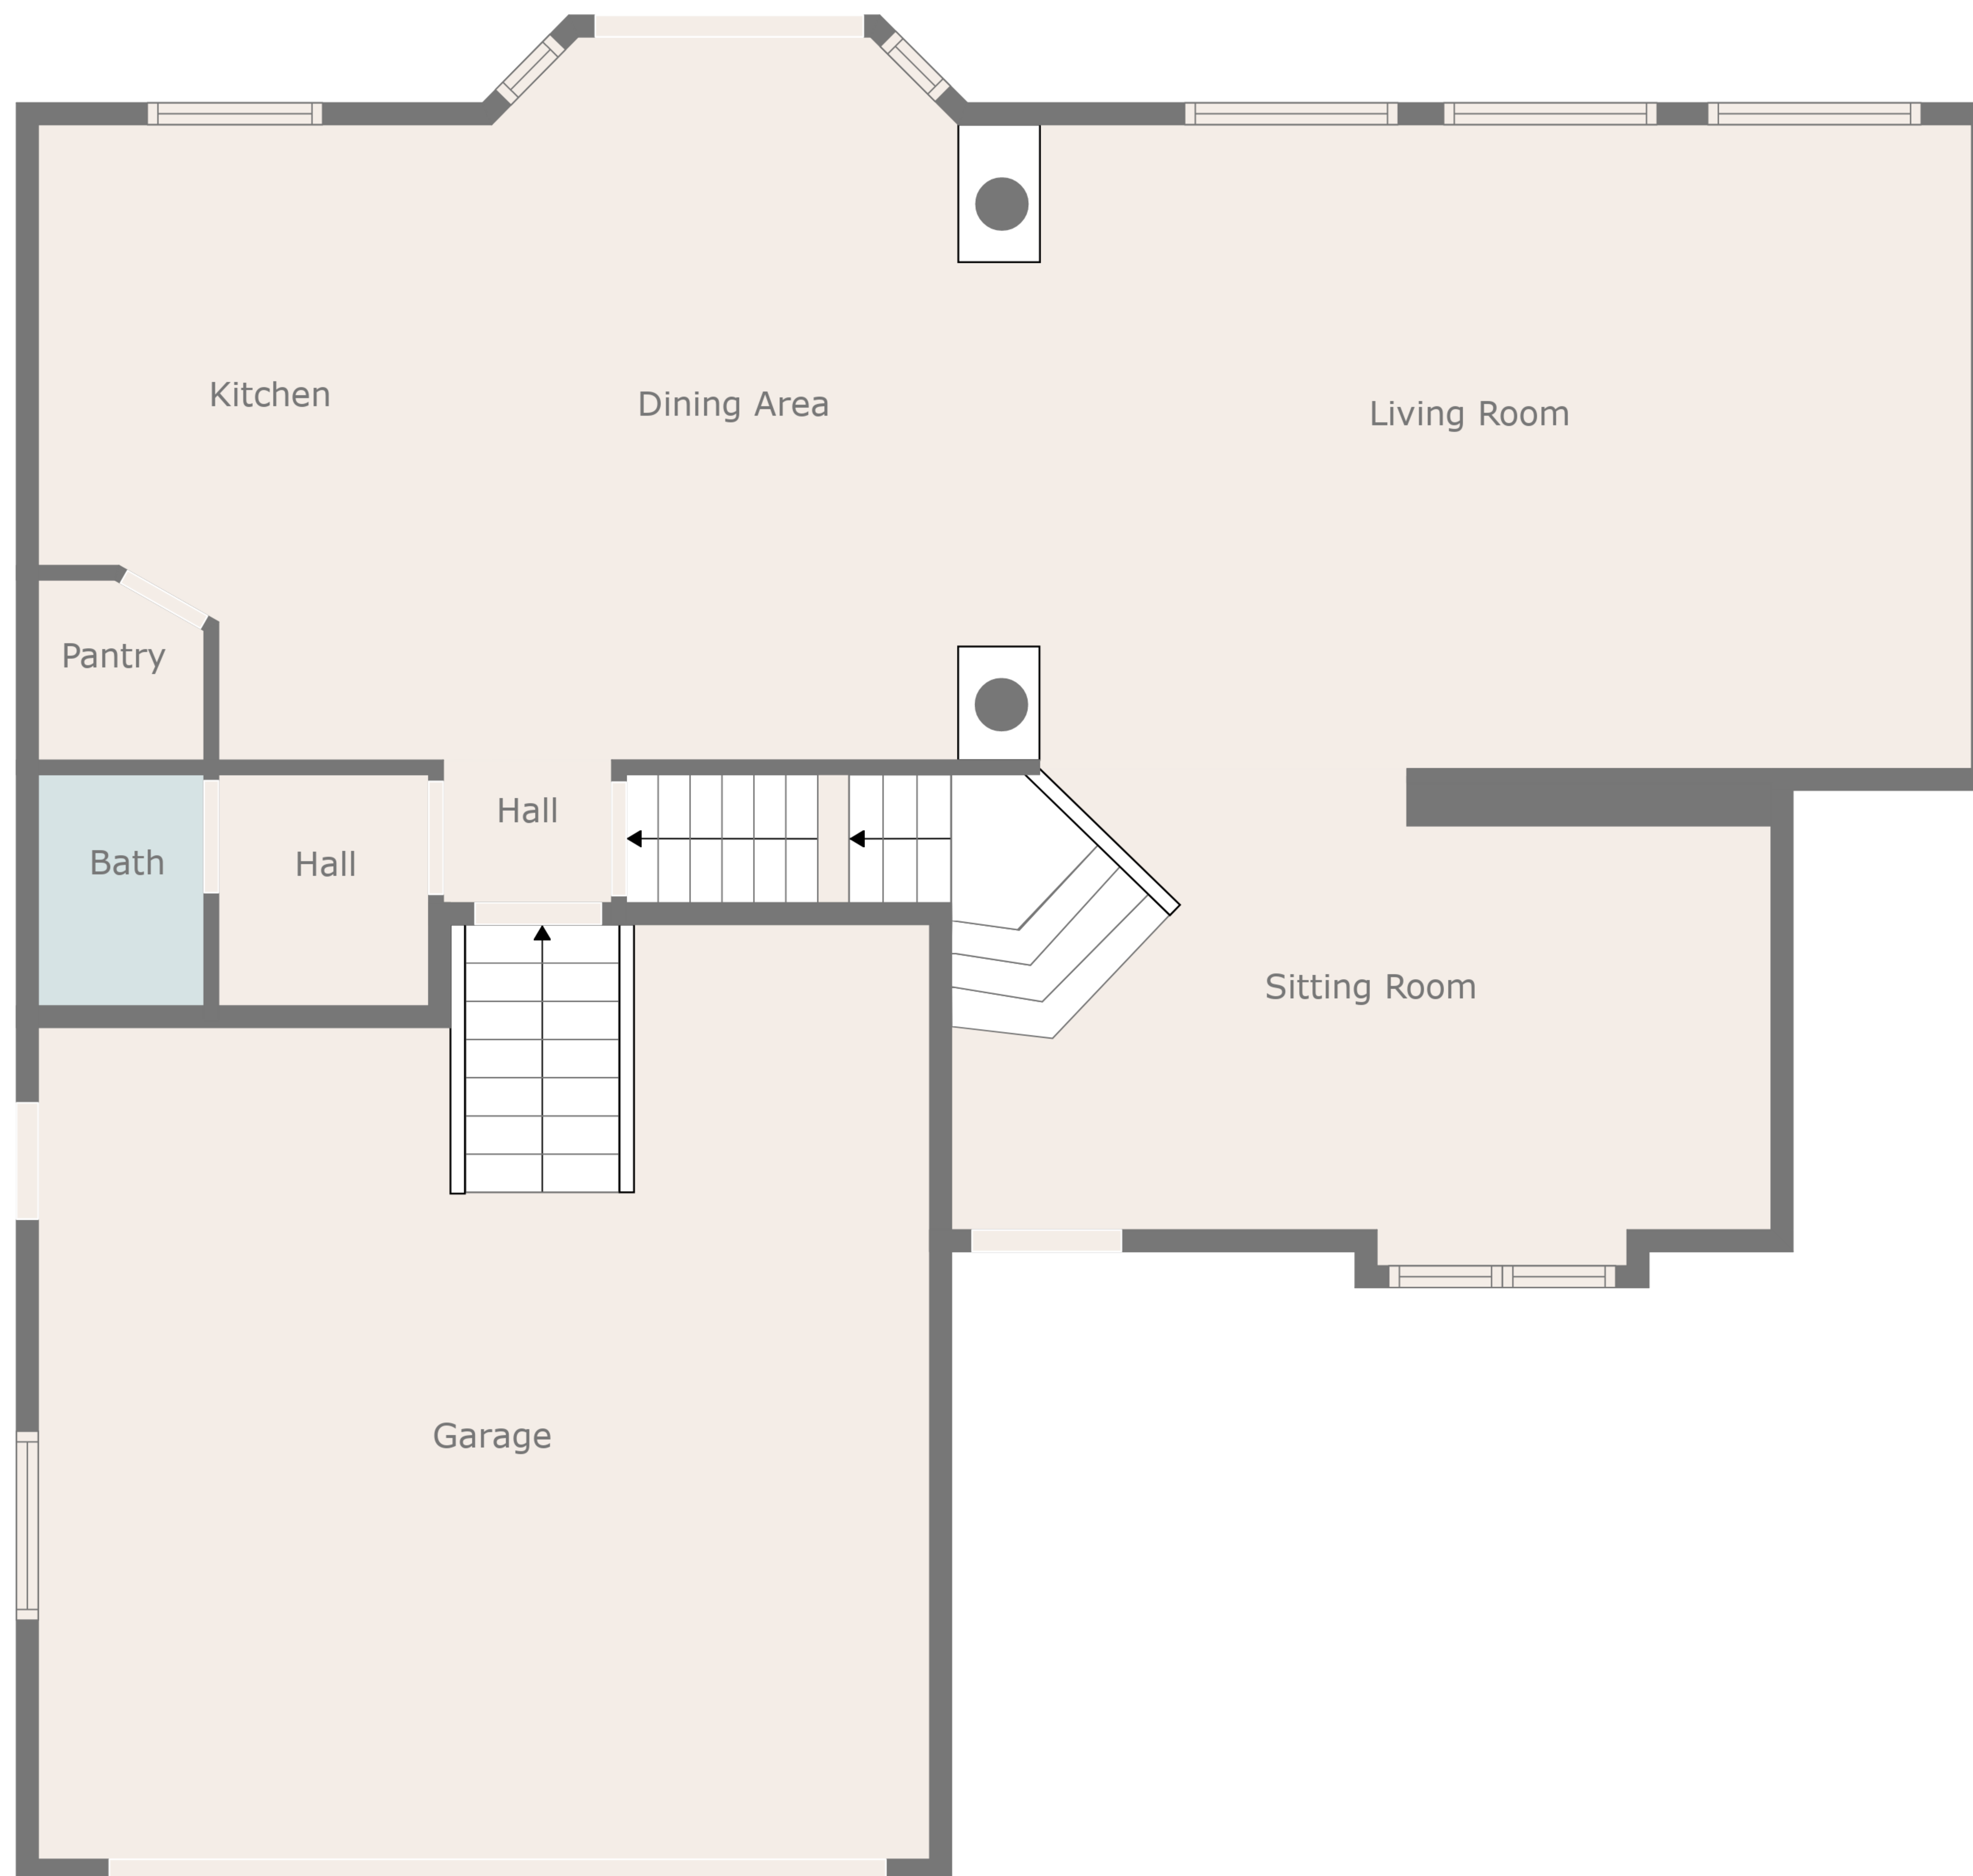 Kitchen
Dining Area
Living Room
Pantry
Hall
Bath
Hall
Sitting Room
Garage